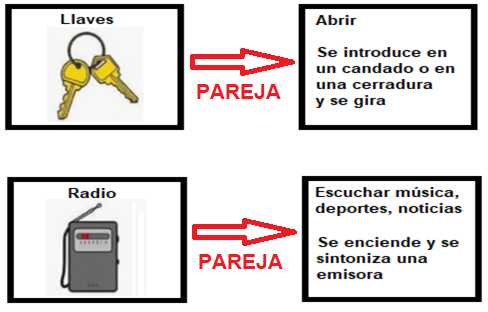 Llaves
PAREJA
Abrir
Se introduce en
un candado o en
una cerradura
y se gira
Radio
PAREJA
Escuchar música,
deportes, noticias
Se enciende y se
sintoniza una
emisora